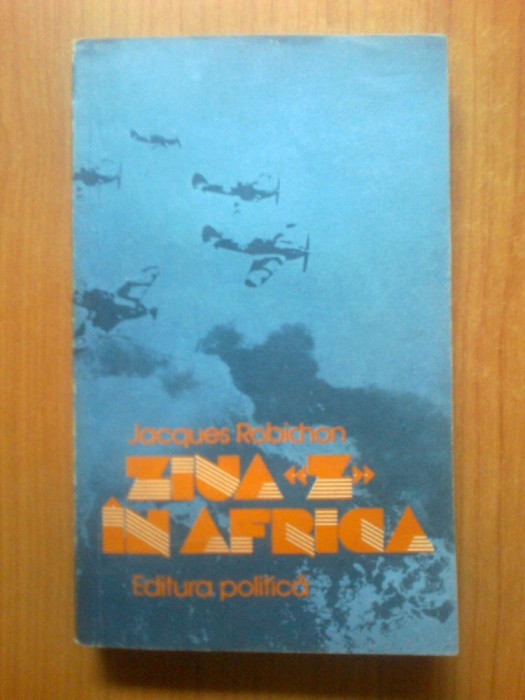 Jacques Robichon
ZIUA «Z»
ÎN AFRICA
Editura politică